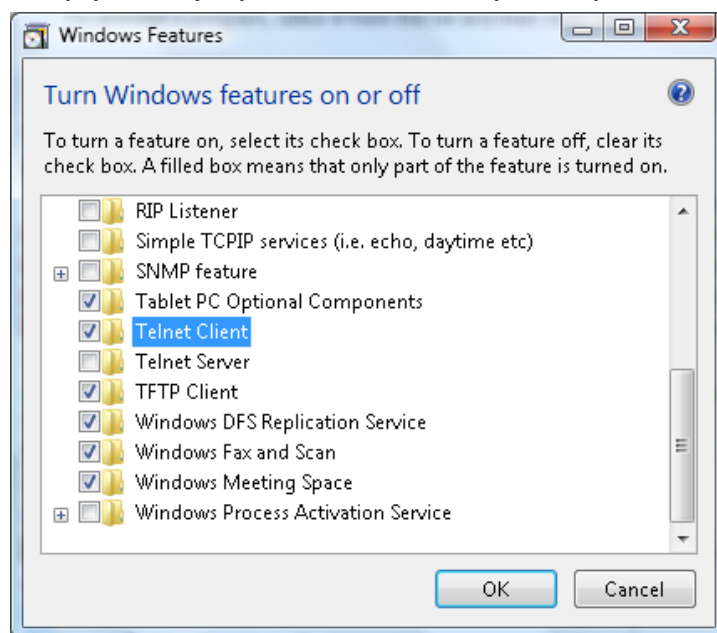 Windows Features
Turn Windows features on or off
To turn a feature on, select its check box. To turn a feature off, clear its
check box. A filled box means that only part of the feature is turned on.
RIP Listener
Simple TCPIP services (i.e. echo, daytime etc)
SNMP feature
Tablet PC Optional Components
Telnet Client
Telnet Server
TFTP Client
Windows DFS Replication Service
Windows Fax and Scan
Windows Meeting Space
Windows Process Activation Service
OK Cancel